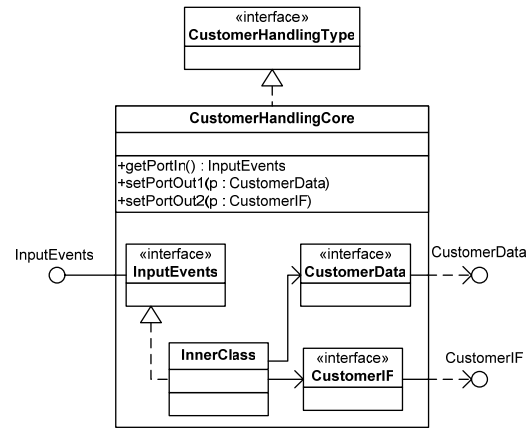 «interface»
CustomerHandlingType
CustomerHandlingCore
+getPortIn() : InputEvents
+setPortOut1(p : CustomerData)
+setPortOut2(p : CustomerIF)
InputEvents
«interface»
InputEvents
«interface»
CustomerData
CustomerData
InnerClass
«interface»
CustomerIF
CustomerIF